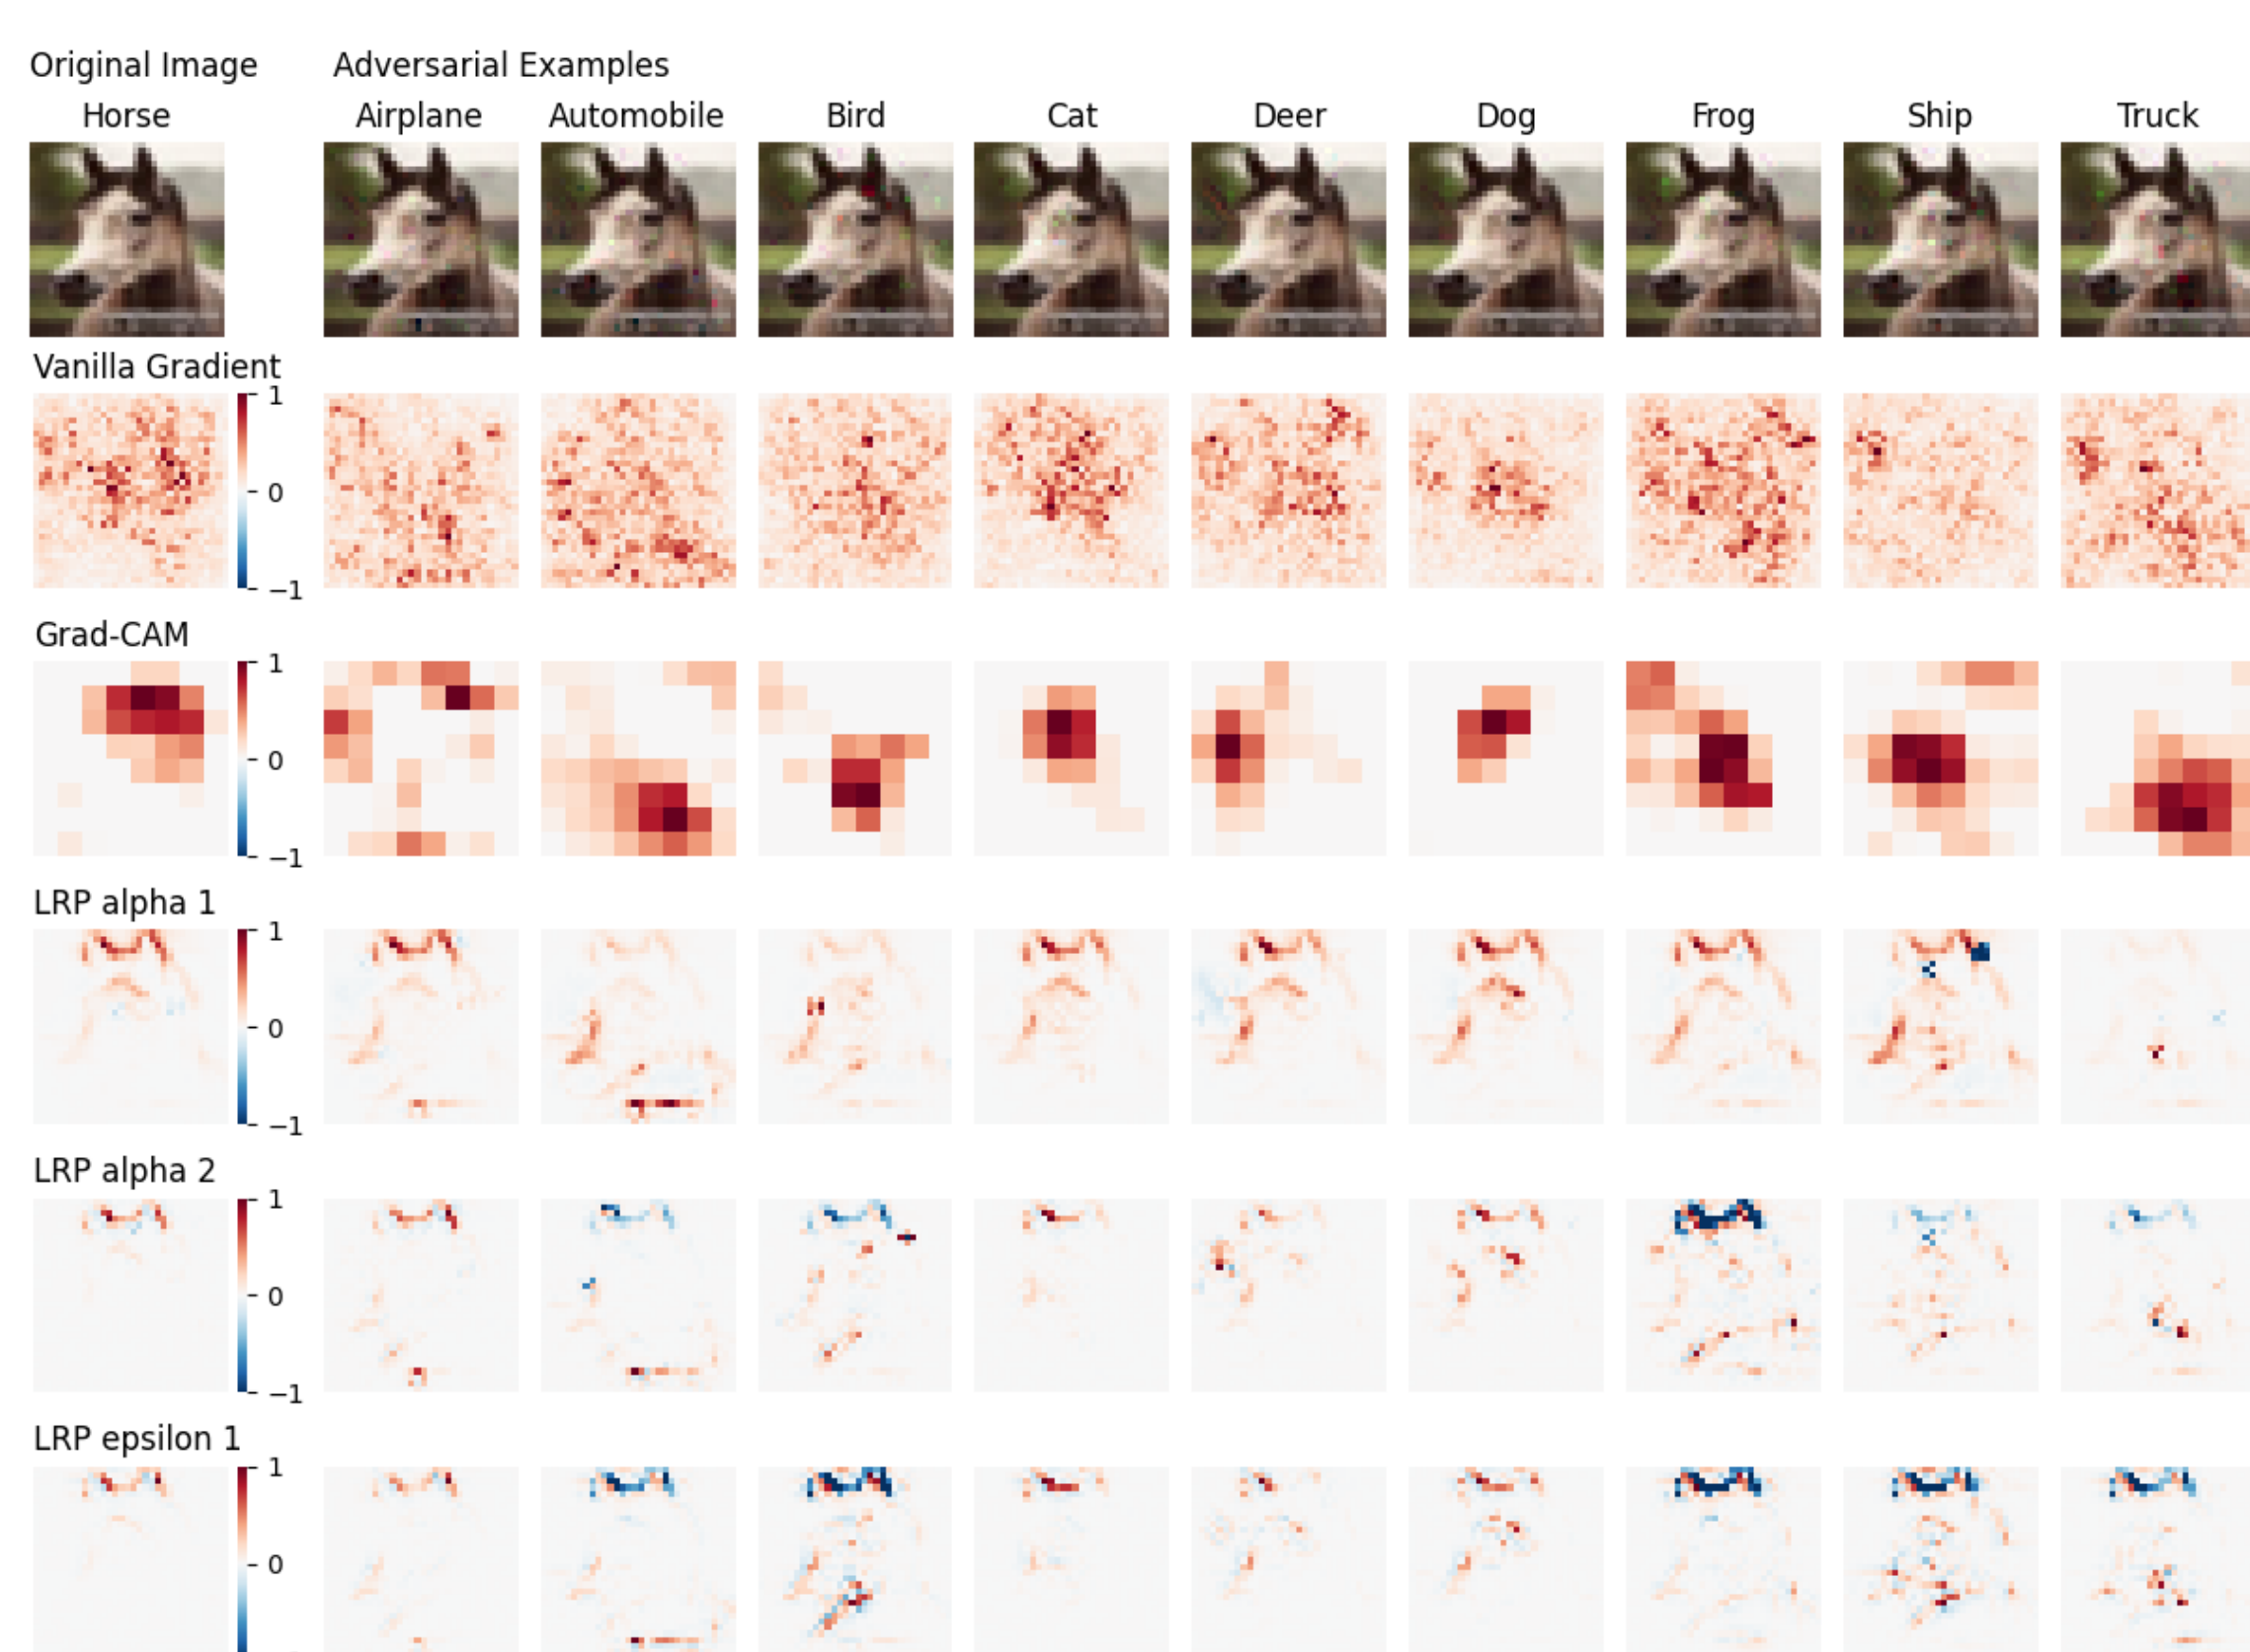 Original Image Adversarial Examples
Horse Airplane Automobile Bird Cat Deer Dog Frog Ship Truck
Vanilla Gradient
1
0
−1
Grad-CAM
1
0
−1
LRP alpha 1
1
0
−1
LRP alpha 2
1
0
−1
LRP epsilon 1
1
0